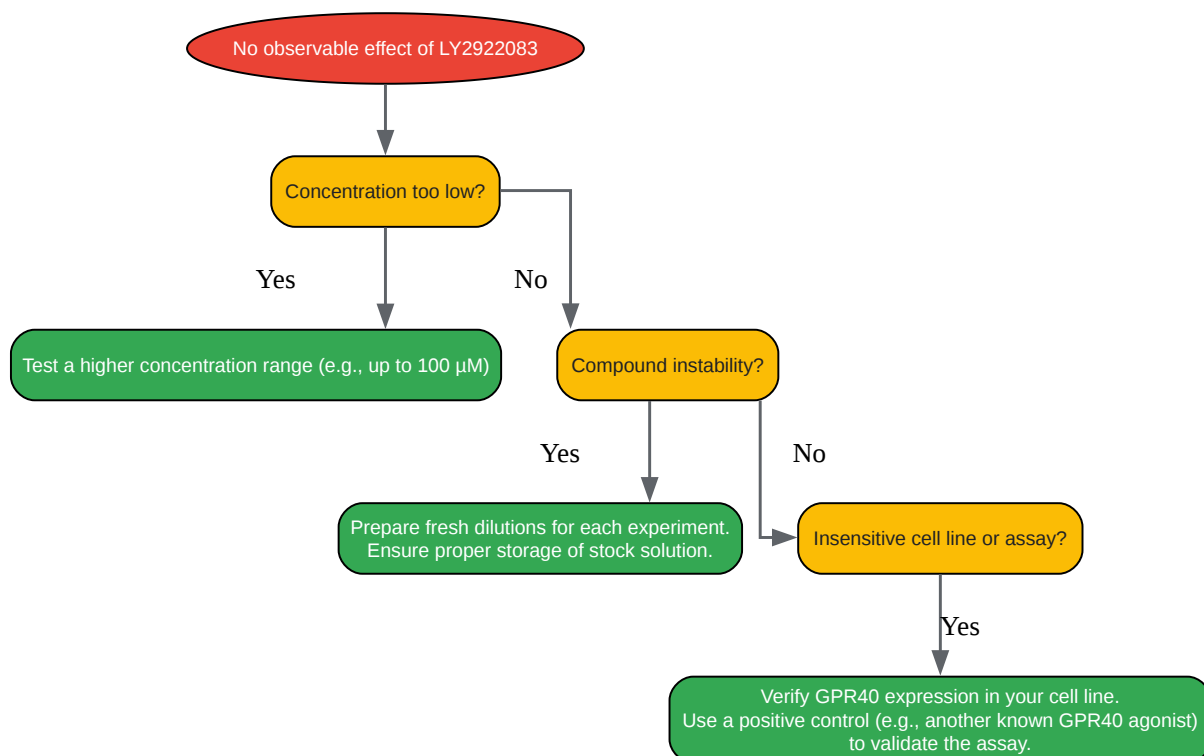 No observable effect of LY2922083
Concentration too low?
Yes
No
Test a higher concentration range (e.g., up to 100 µM)
Compound instability?
Yes
No
Prepare fresh dilutions for each experiment.
Ensure proper storage of stock solution.
Insensitive cell line or assay?
Yes
Verify GPR40 expression in your cell line.
Use a positive control (e.g., another known GPR40 agonist)
to validate the assay.